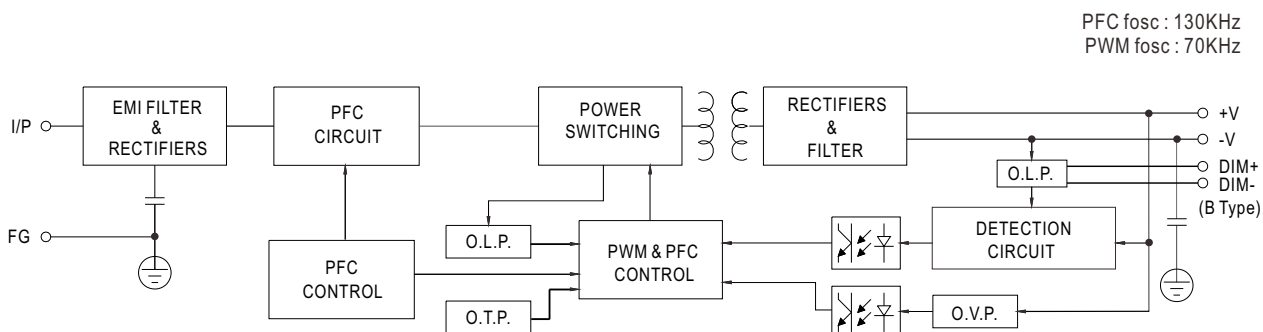 PFC fosc : 130KHz
PWM fosc : 70KHz
EMI FILTER
&
RECTIFIERS
PFC
CIRCUIT
POWER
SWITCHING
RECTIFIERS
&
FILTER
I/P
+V
-V
DIM+
DIM-
(B Type)
O.L.P.
FG
O.L.P.
DETECTION
CIRCUIT
PFC
CONTROL
PWM & PFC
CONTROL
O.T.P.
O.V.P.